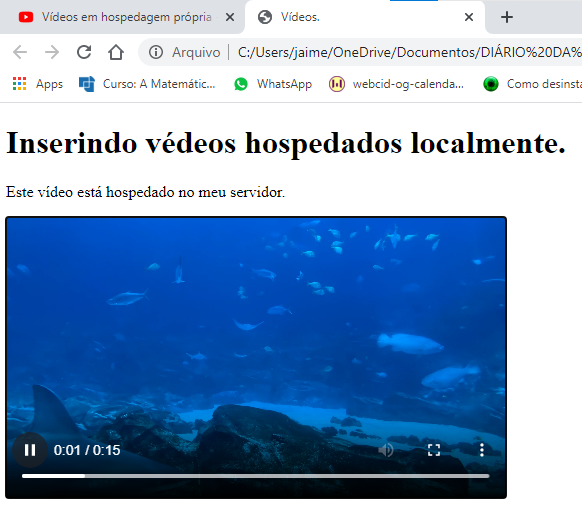 Vídeos em hospedagem própria
Vídeos.
Arquivo
C:/Users/jaime/OneDrive/Documentos/DIÁRIO%20DA%
Apps
Curso: A Matemátic...
WhatsApp
webcid-og-calenda...
Como desinsta
Inserindo védeos hospedados localmente.
Este vídeo está hospedado no meu servidor.
0:01 / 0:15